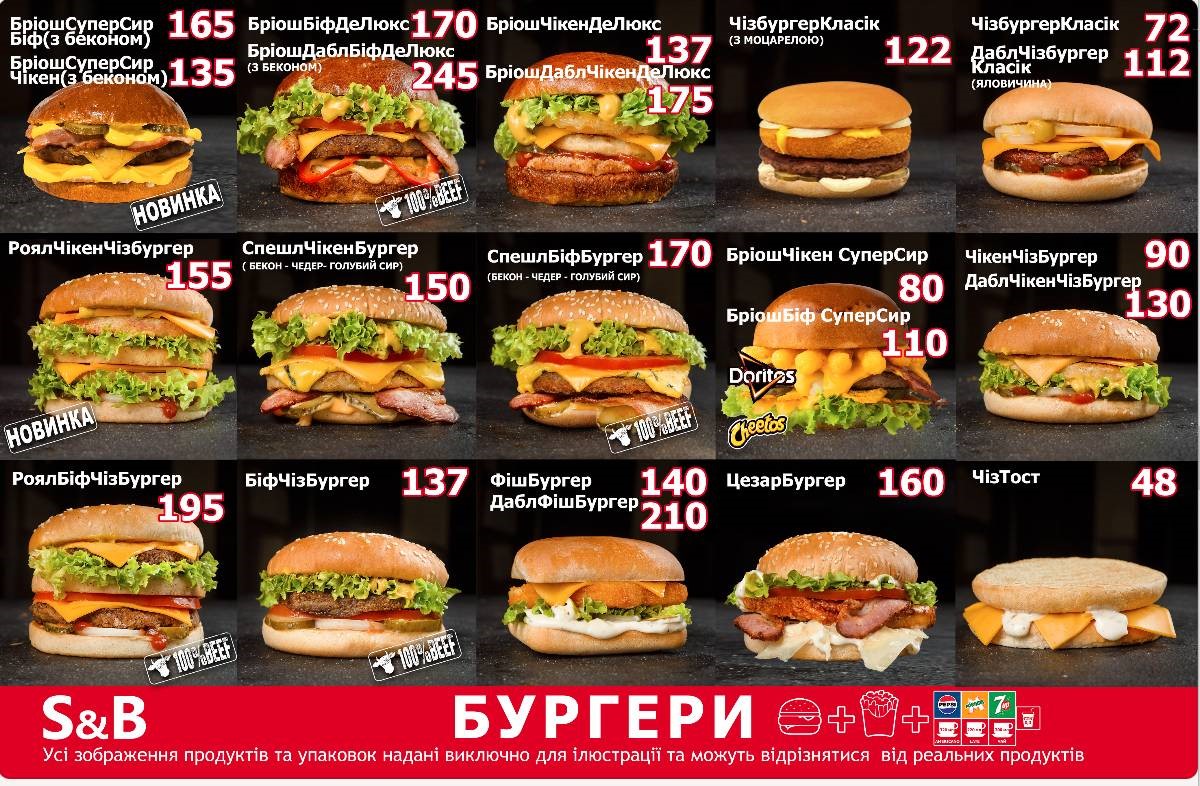 БріошСуперСир
Біф(з беконом)
165
БріошСуперСир
Чікен(з беконом)
135
НОВИНКА
БріошБіфДеЛюкс
170
БріошДаблБіфДеЛюкс
(З БЕКОНОМ)
245
100%BEEF
БріошЧікенДеЛюкс
137
БріошДаблЧікенДеЛюкс
175
ЧізбургерКласік
(З МОЦАРЕЛОЮ)
122
ЧізбургерКласік
72
ДаблЧізбургер
Класік
(ЯЛОВИЧИНА)
112
РоялЧікенЧізбургер
155
НОВИНКА
СпешлЧікенБургер
( БЕКОН - ЧЕДЕР- ГОЛУБИЙ СИР)
150
СпешлБіфБургер
170
(БЕКОН - ЧЕДЕР - ГОЛУБИЙ СИР)
100%BEEF
БріошЧікен СуперСир
80
БріошБіф СуперСир
110
Doritos
Cheetos
ЧікенЧізБургер
90
ДаблЧікенЧізБургер
130
РоялБіфЧізБургер
195
100%BEEF
БіфЧізБургер
137
100%BEEF
ФішБургер
140
ДаблФішБургер
210
ЦезарБургер
160
ЧізТост
48
S&B
БУРГЕРИ
PEPSI
7up
Усі зображення продуктів та упаковок надані виключно для ілюстрації та можуть відрізнятися від реальних продуктів